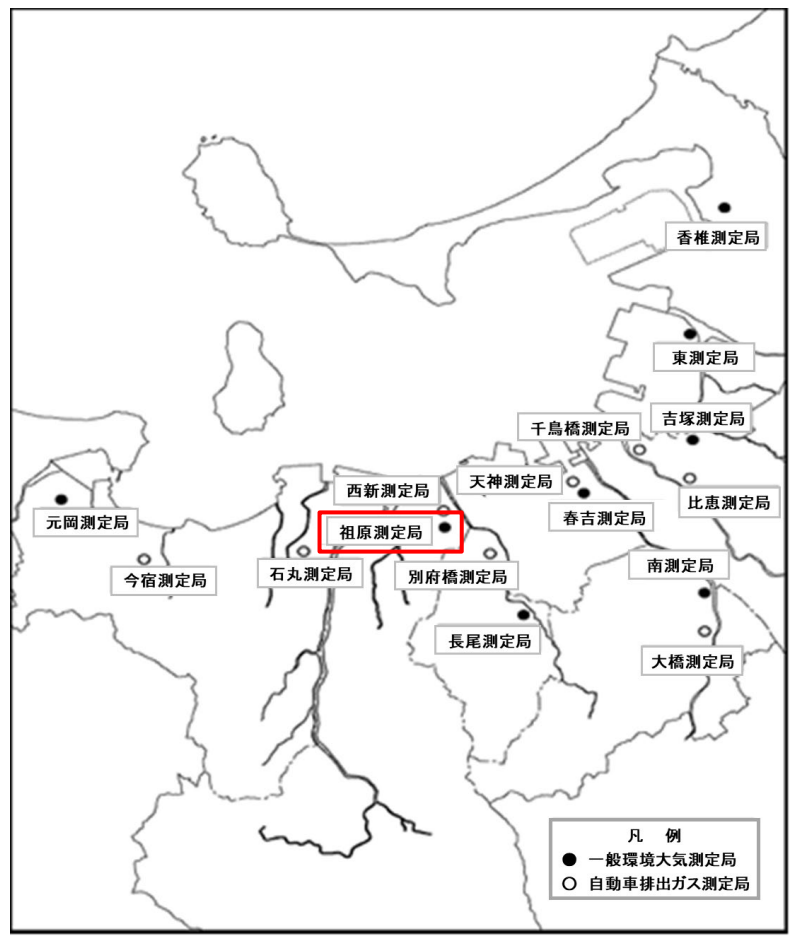 香椎測定局
東測定局
吉塚測定局
千鳥橋測定局
天神測定局
西新測定局
比恵測定局
春吉測定局
元岡測定局
祖原測定局
南測定局
石丸測定局
別府橋測定局
今宿測定局
長尾測定局
大橋測定局
凡 例
● 一般環境大気測定局
○ 自動車排出ガス測定局